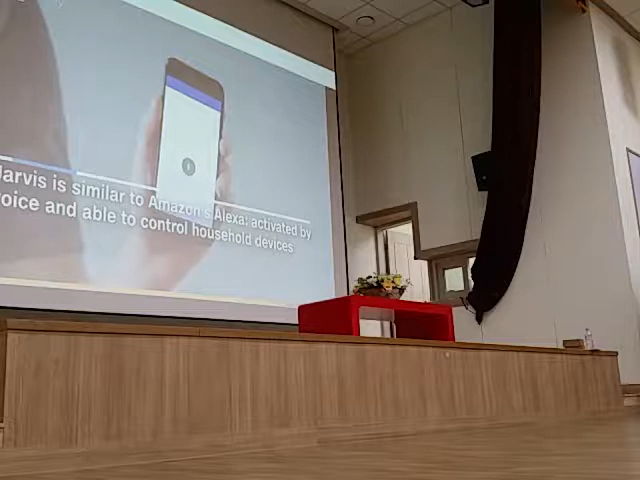 Jarvis is similar to Amazon's Alexa: activated by
voice and able to control household devices